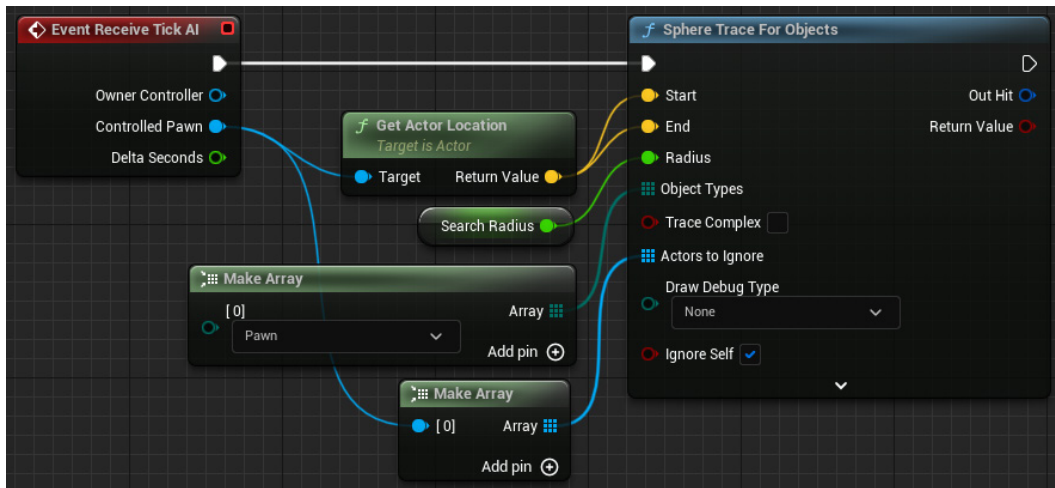 Event Receive Tick AI
Owner Controller
Controlled Pawn
Delta Seconds
f Get Actor Location
Target is Actor
Target
Return Value
Search Radius
Make Array
[0]
Pawn
Array
Add pin
Make Array
[0]
Array
Add pin
f Sphere Trace For Objects
Start
End
Radius
Object Types
Trace Complex
Actors to Ignore
Draw Debug Type
None
Ignore Self
Out Hit
Return Value